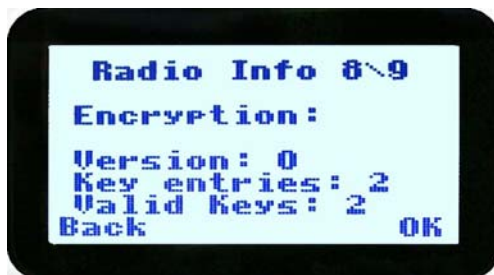 Radio Info 8\9
Encryption:
Version: 0
Key entries: 2
Valid Keys: 2
Back OK